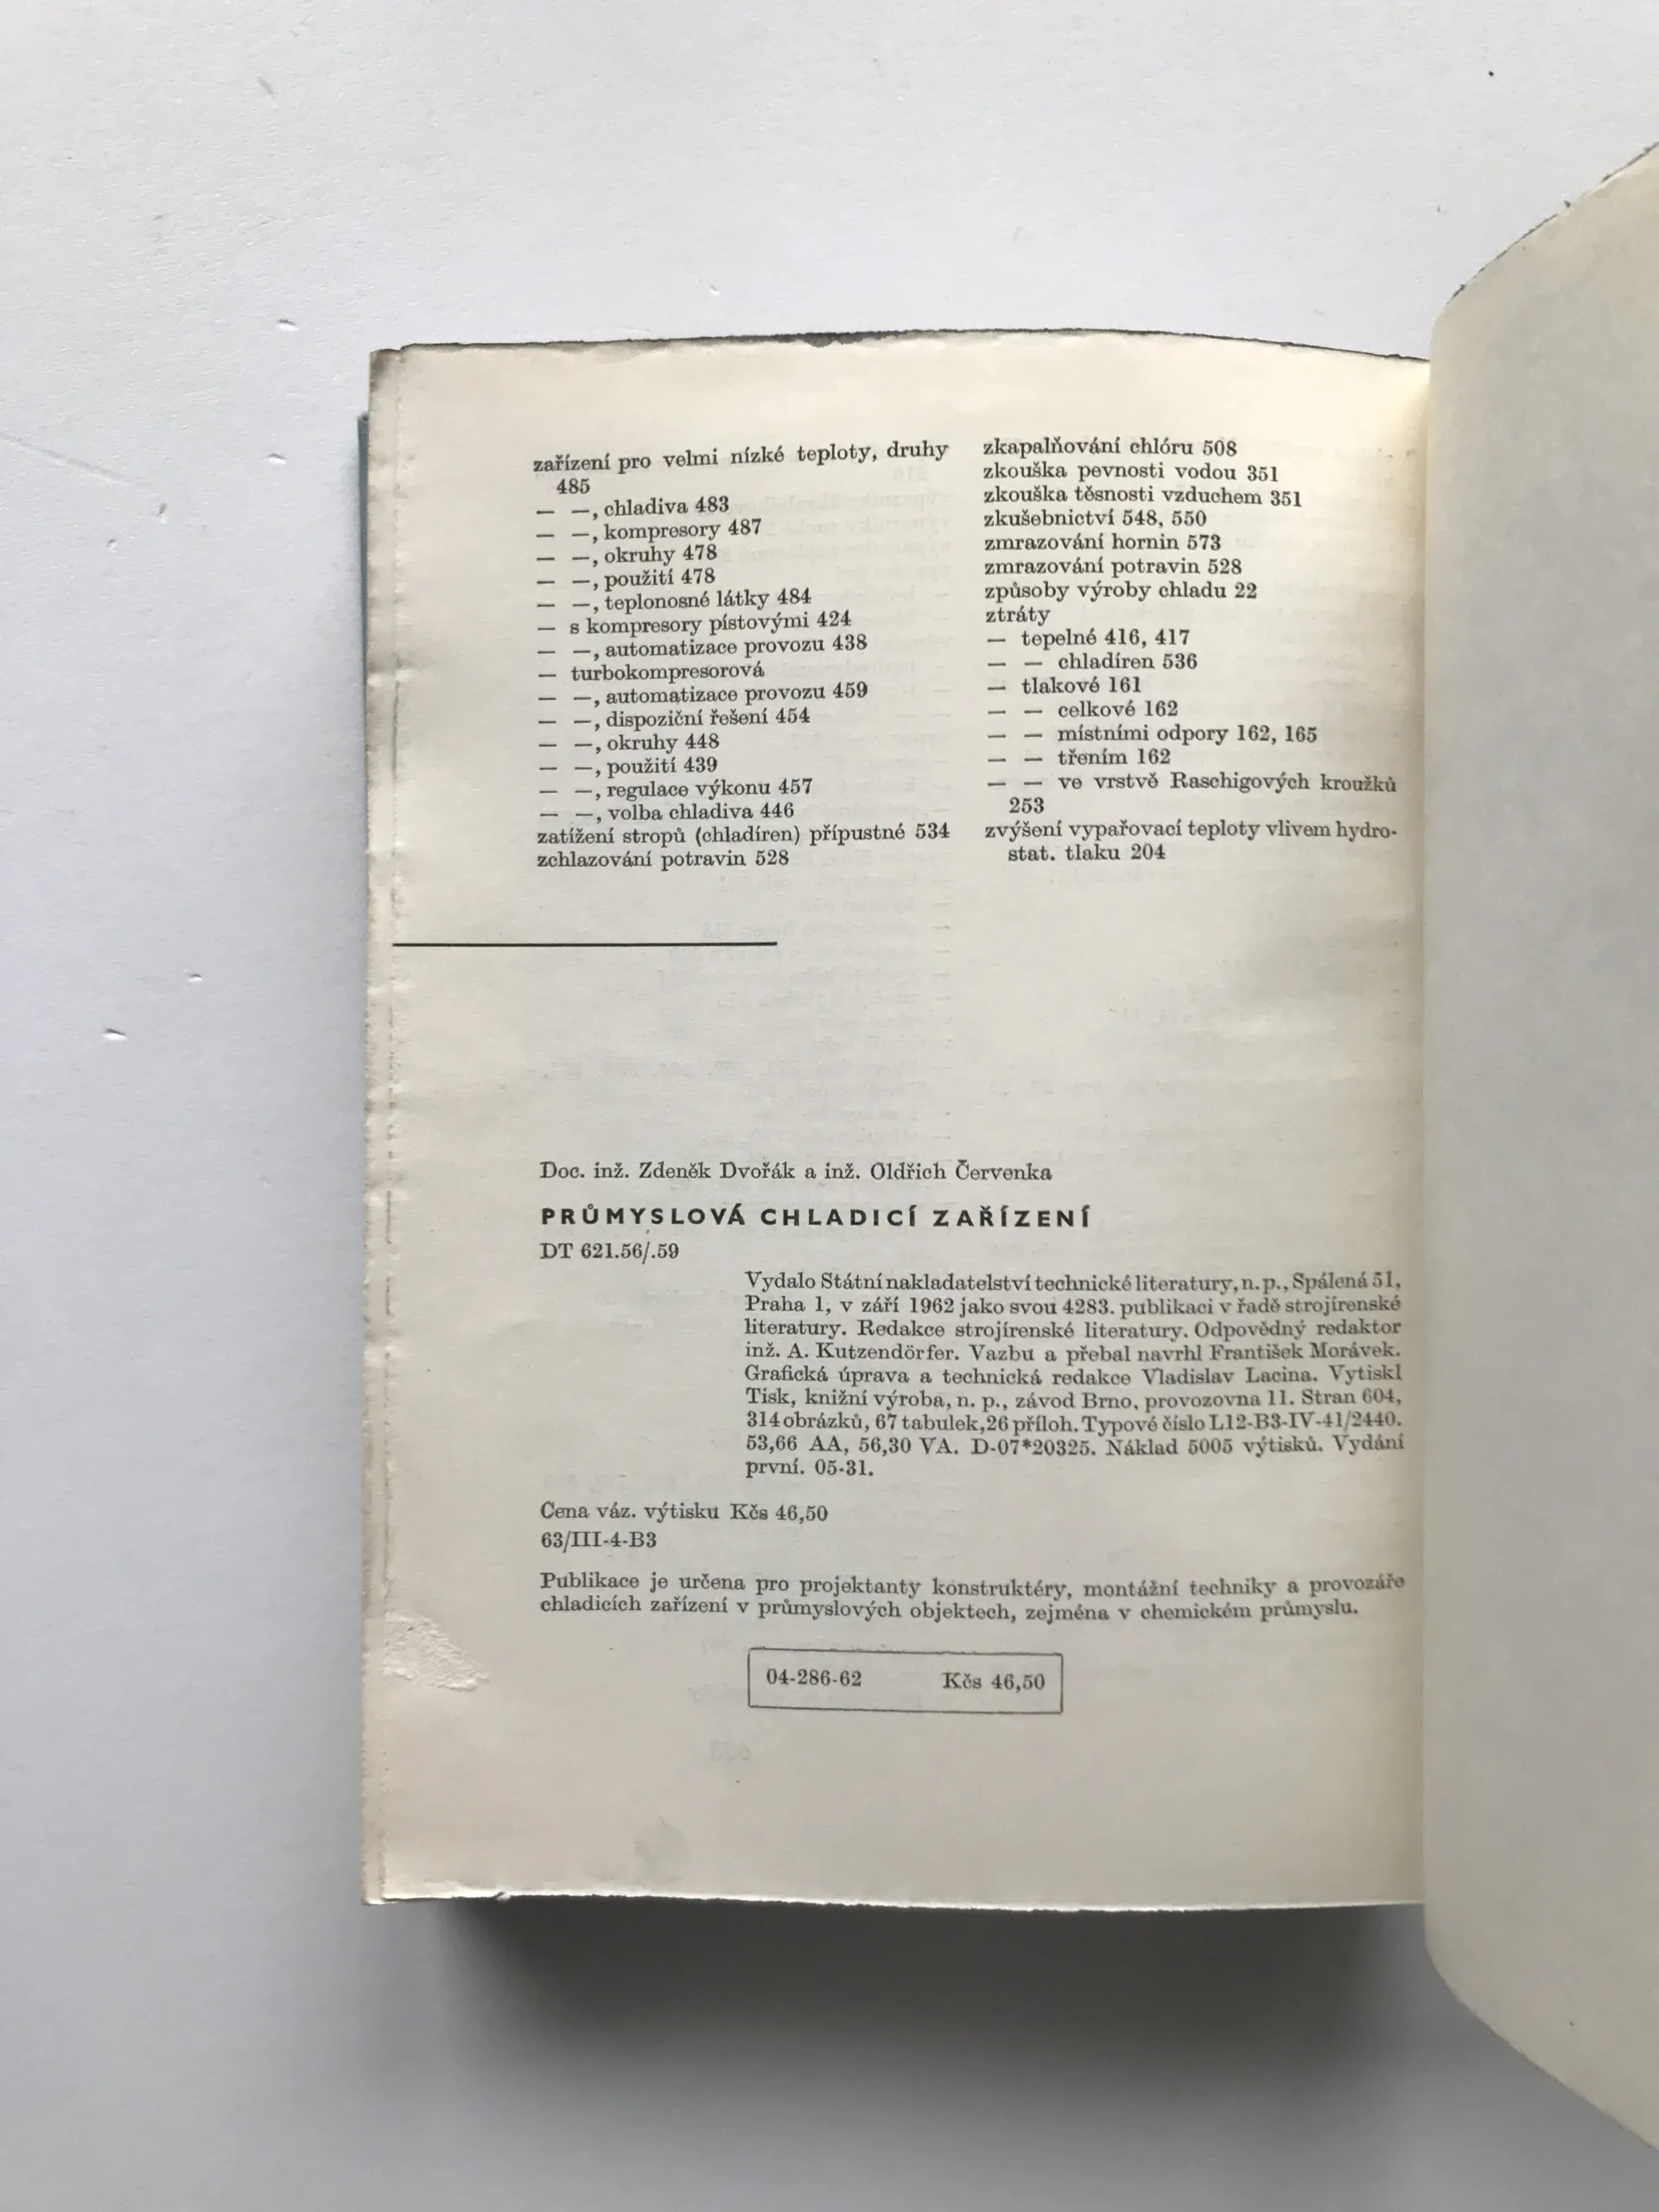 zařízení pro velmi nízké teploty, druhy
485
— —, chladiva 483
— —, kompresory 487
— —, okruhy 478
— —, použití 478
— —, teplonosné látky 484
— s kompresory pístovými 424
— —, automatizace provozu 438
— turbokompresorová
— —, automatizace provozu 459
— —, dispoziční řešení 454
— —, okruhy 448
— —, použití 439
— —, regulace výkonu 457
— —, volba chladiva 446
zatížení stropů (chladíren) přípustné 534
zchlazování potravin 528
zkapalňování chlóru 508
zkouška pevnosti vodou 351
zkouška těsnosti vzduchem 351
zkušebnictví 548, 550
zmrazování hornin 573
zmrazování potravin 528
způsoby výroby chladu 22
ztráty
— tepelné 416, 417
— — chladíren 536
— tlakové 161
— — celkové 162
— — místními odpory 162, 165
— — třením 162
— — ve vrstvě Raschigových kroužků
253
zvýšení vypařovací teploty vlivem hydro-
stat. tlaku 204
Doc. inž. Zdeněk Dvořák a inž. Oldřich Červenka
PRŮMYSLOVÁ CHLADICÍ ZAŘÍZENÍ
DT 621.56/.59
Vydalo Státní nakladatelství technické literatury, n. p., Spálená 51,
Praha 1, v září 1962 jako svou 4283. publikaci v řadě strojírenské
literatury. Redakce strojírenské literatury. Odpovědný redaktor
inž. A. Kutzendörfer. Vazbu a přebal navrhl František Morávek.
Grafická úprava a technická redakce Vladislav Lacina. Vytiskl
Tisk, knižní výroba, n. p., závod Brno, provozovna 11. Stran 604,
314 obrázků, 67 tabulek, 26 příloh. Typové číslo L12-B3-IV-41/2440.
53,66 AA, 56,30 VA. D-07*20325. Náklad 5005 výtisků. Vydání
první. 05-31.
Cena váz. výtisku Kčs 46,50
63/III-4-B3
Publikace je určena pro projektanty konstruktéry, montážní techniky a provozáře
chladicích zařízení v průmyslových objektech, zejména v chemickém průmyslu.
04-286-62 Kčs 46,50